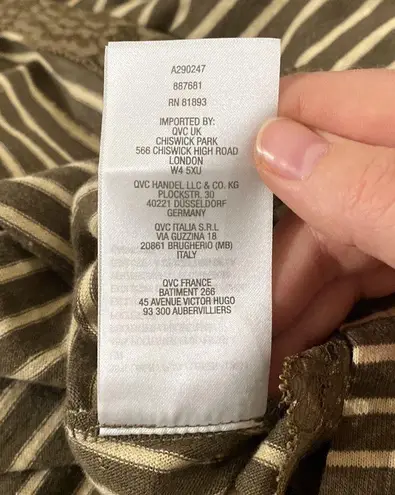 A290247
887681
RN 81893
IMPORTED BY:
QVC UK
CHISWICK PARK
566 CHISWICK HIGH ROAD
LONDON
W4 5XU
QVC HANDEL LLC & CO. KG
PLOCKSTR. 30
40221 DUSSELDORF
GERMANY
QVC ITALIA S.R.L
VIA GUZZINA 18
20861 BRUGHERIO (MB)
ITALY
QVC FRANCE
BATIMENT 266
45 AVENUE VICTOR HUGO
93 300 AUBERVILLIERS